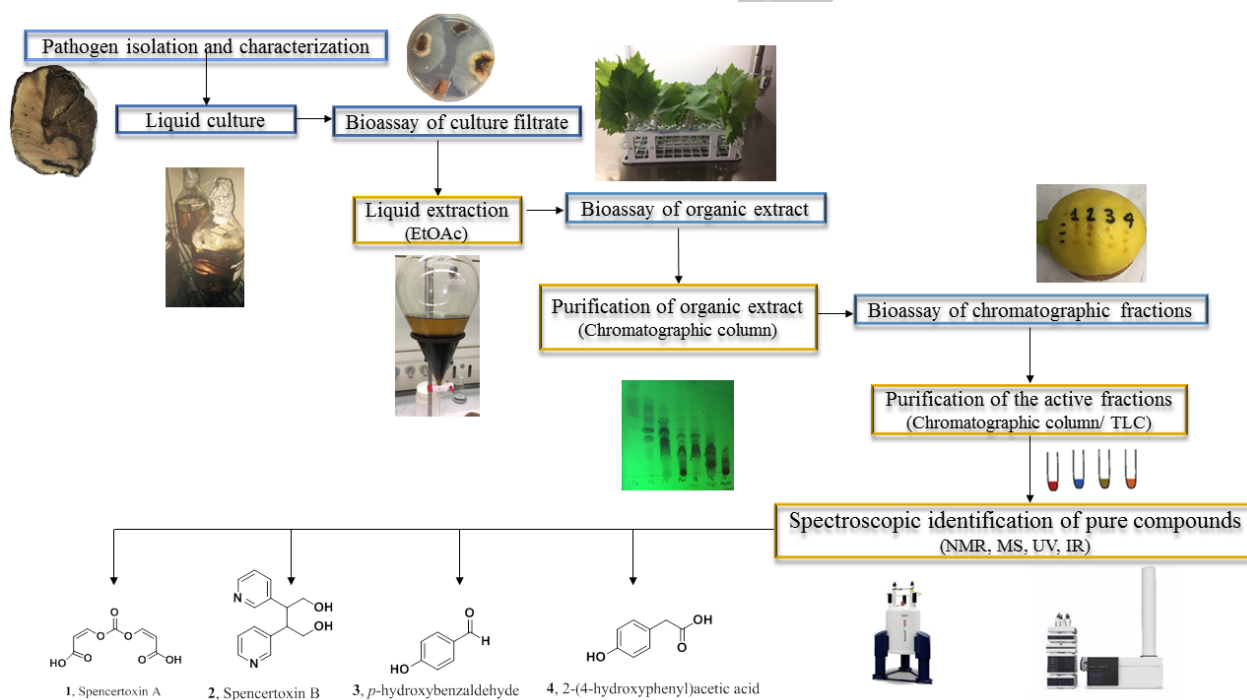 Pathogen isolation and characterization
Liquid culture
Bioassay of culture filtrate
Liquid extraction
(EtOAc)
Bioassay of organic extract
1 2 3 4
Purification of organic extract
(Chromatographic column)
Bioassay of chromatographic fractions
Purification of the active fractions
(Chromatographic column/ TLC)
Spectroscopic identification of pure compounds
(NMR, MS, UV, IR)
O
O O
HO O O OH
1, Spencertoxin A
N
OH
OH
N
2, Spencertoxin B
O
H
HO
3, p-hydroxybenzaldehyde
OH
O
HO
4, 2-(4-hydroxyphenyl)acetic acid